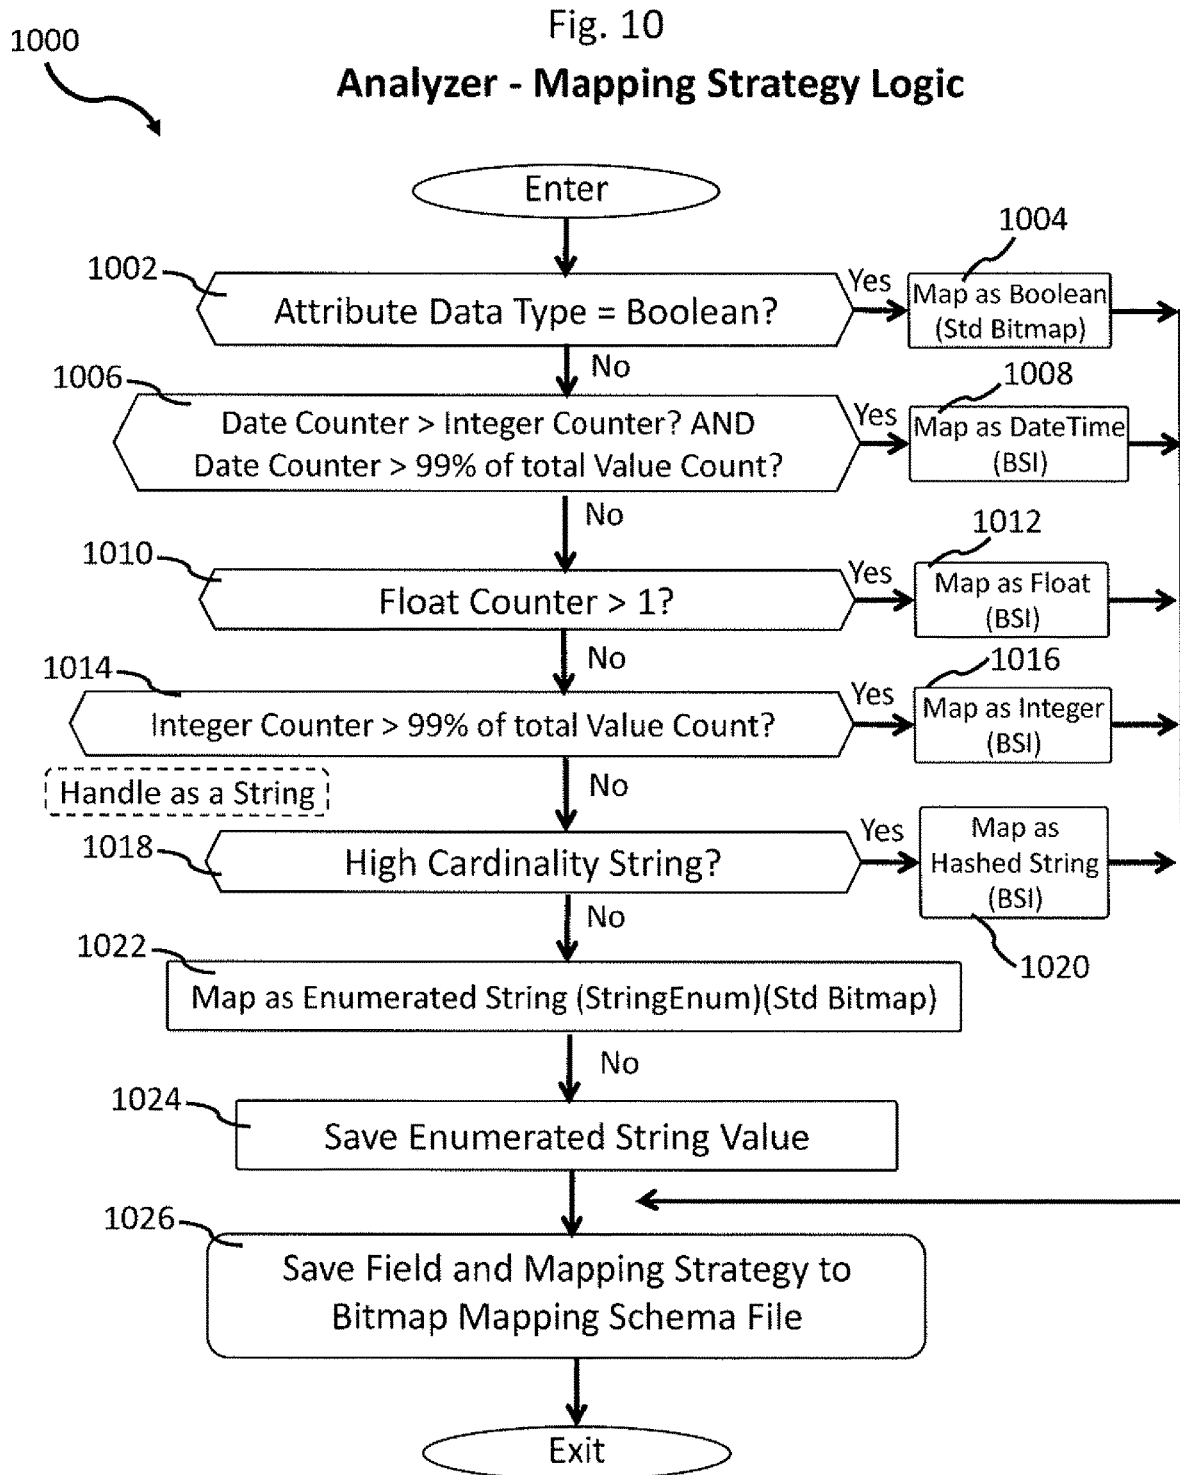 Fig. 10
1000
Analyzer - Mapping Strategy Logic
Enter
1002
Attribute Data Type = Boolean?
Yes
1004
Map as Boolean
(Std Bitmap)
No
1006
Date Counter > Integer Counter? AND
Date Counter > 99% of total Value Count?
Yes
1008
Map as DateTime
(BSI)
No
1010
Float Counter > 1?
Yes
1012
Map as Float
(BSI)
No
1014
Integer Counter > 99% of total Value Count?
Yes
1016
Map as Integer
(BSI)
No
Handle as a String
1018
High Cardinality String?
Yes
Map as
Hashed String
(BSI)
1020
No
1022
Map as Enumerated String (StringEnum)(Std Bitmap)
No
1024
Save Enumerated String Value
1026
Save Field and Mapping Strategy to
Bitmap Mapping Schema File
Exit